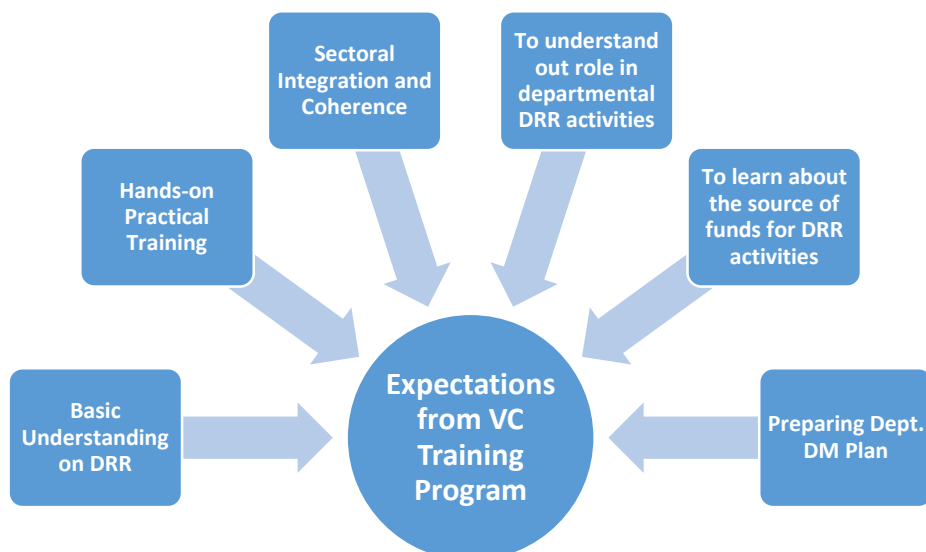 Sectoral
Integration and
Coherence
To understand
out role in
departmental
DRR activities
Hands-on
Practical
Training
To learn about
the source of
funds for DRR
activities
Basic
Understanding
on DRR
Expectations
from VC
Training
Program
Preparing Dept.
DM Plan